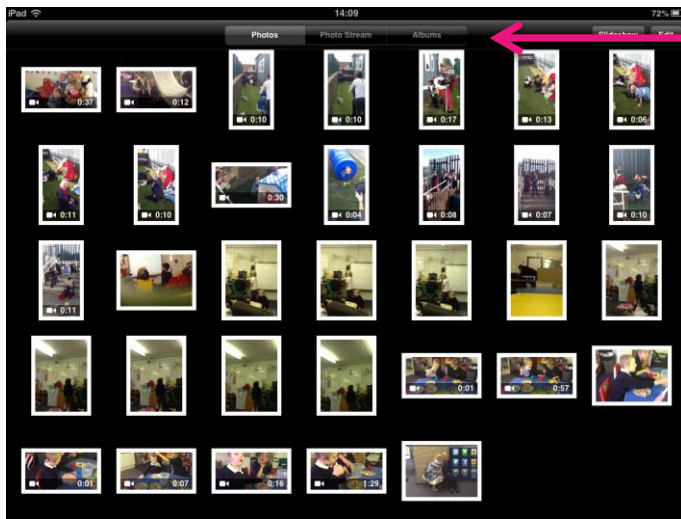 iPad 14:09 72%
Photos Photo Stream Albums Slideshow Edit
0:37 0:12 0:10 0:10 0:17 0:13 0:06
0:11 0:10 0:30 0:04 0:08 0:07 0:10
0:11
0:01 0:57
0:01 0:07 0:16 1:29